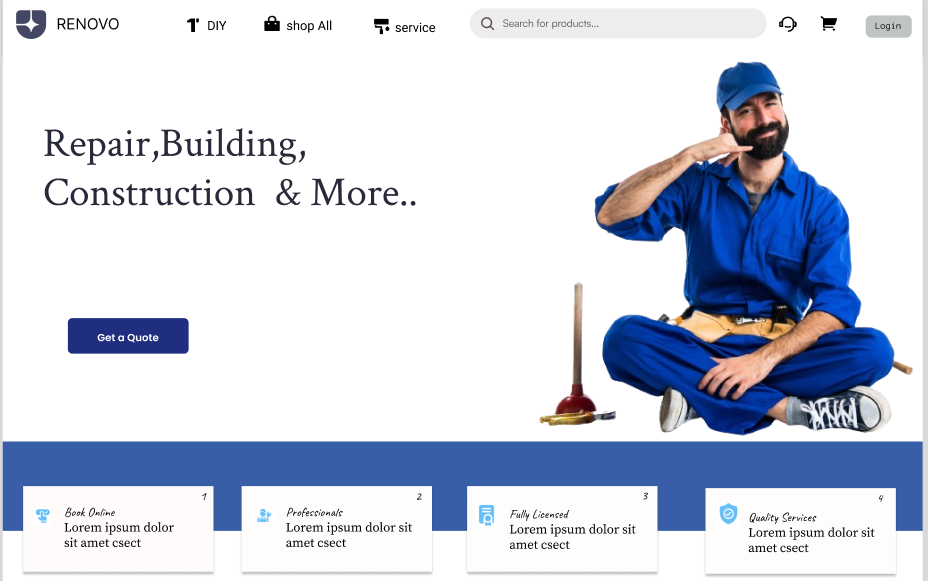 RENOVO
DIY
shop All
service
Search for products...
Login
Repair,Building,
Construction & More..
Get a Quote
1
Book Online
Lorem ipsum dolor
sit amet csect
2
Professionals
Lorem ipsum dolor sit
amet csect
3
Fully Licensed
Lorem ipsum dolor sit
amet csect
4
Quality Services
Lorem ipsum dolor sit
amet csect